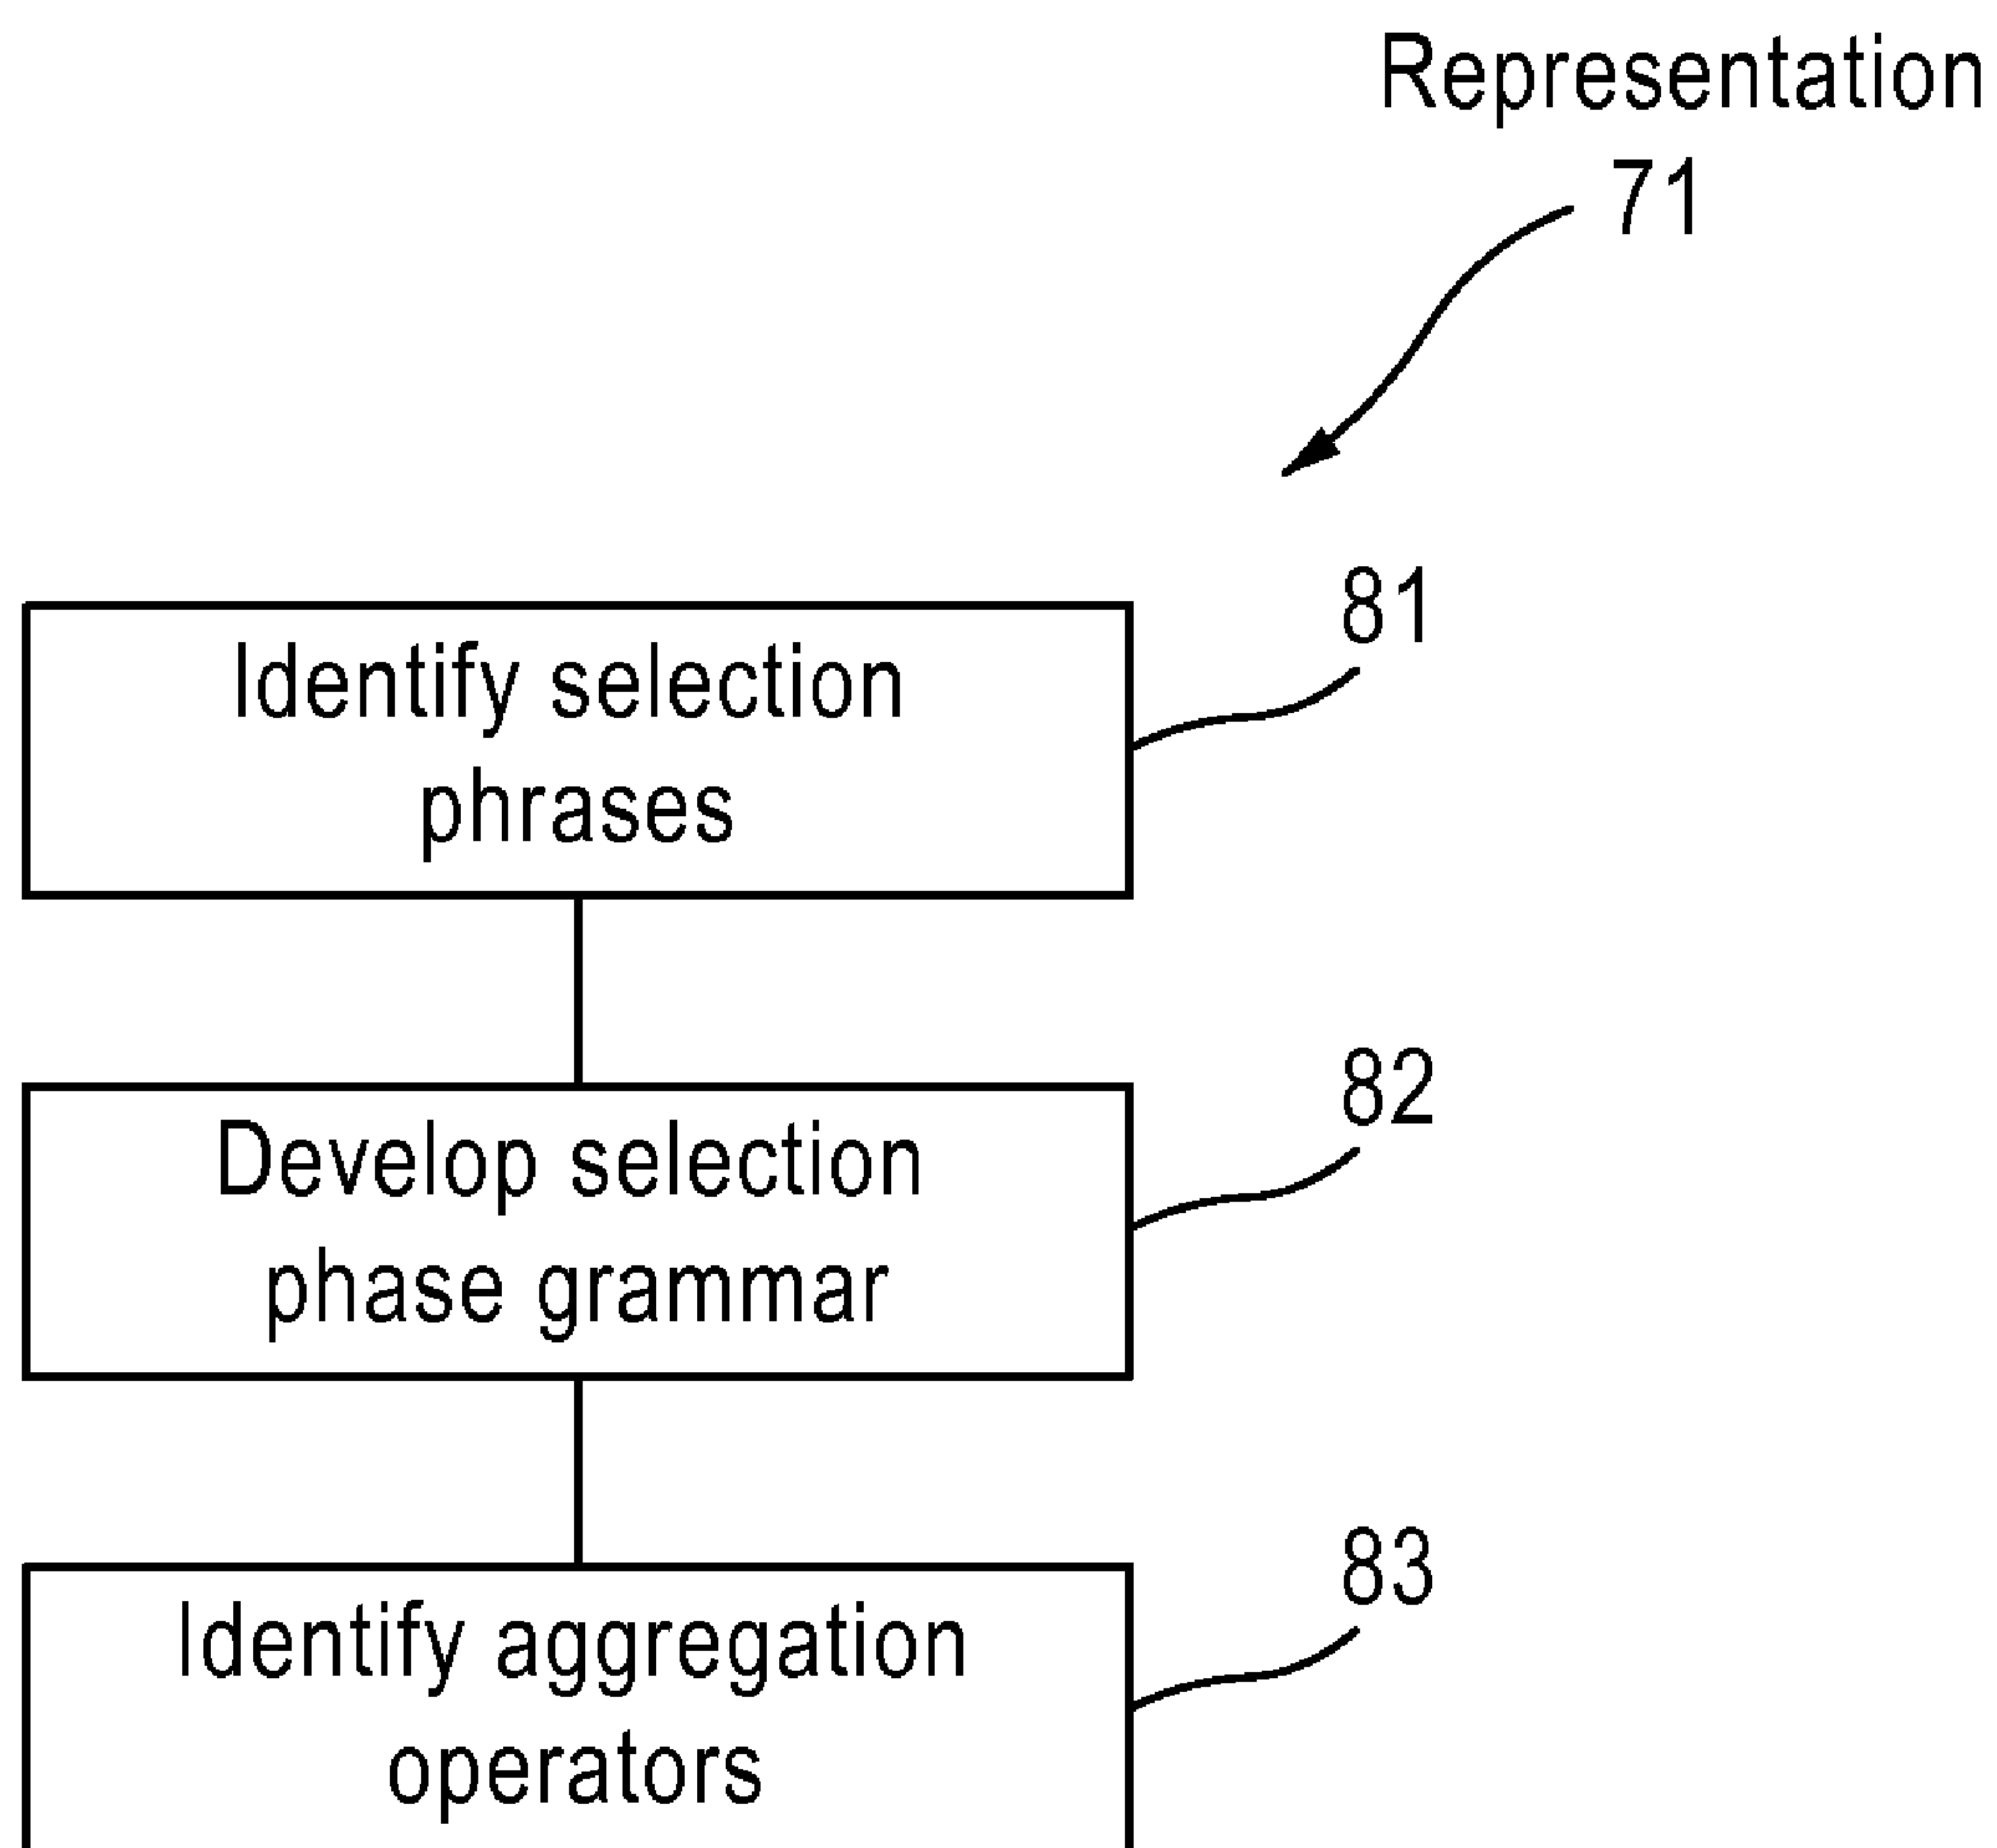 Representation
71
81
Identify selection
phrases
82
Develop selection
phase grammar
83
Identify aggregation
operators